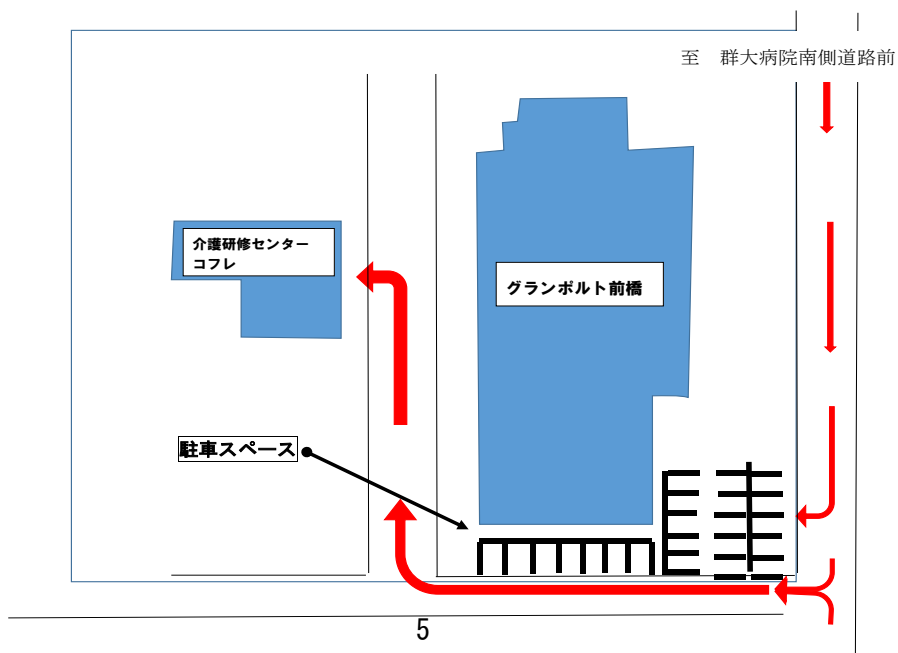 至　群大病院南側道路前
介護研修センター
コフレ
グランボルト前橋
駐車スペース
5